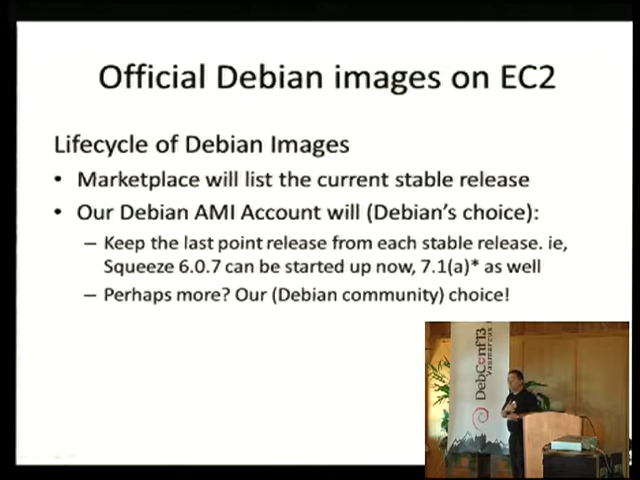 Official Debian images on EC2
Lifecycle of Debian Images
• Marketplace will list the current stable release
• Our Debian AMI Account will (Debian's choice):
– Keep the last point release from each stable release. ie,
Squeeze 6.0.7 can be started up now, 7.1(a)* as well
– Perhaps more? Our (Debian community) choice!
DebConf13
Vaumarcus